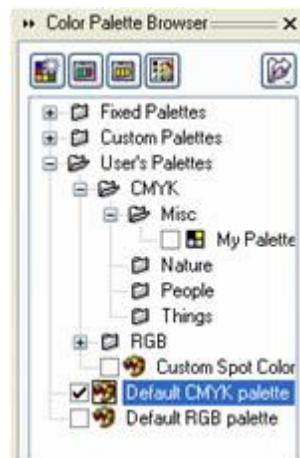 Color Palette Browser
Fixed Palettes
Custom Palettes
User's Palettes
CMYK
Misc
My Palette
Nature
People
Things
RGB
Custom Spot Color
Default CMYK palette
Default RGB palette